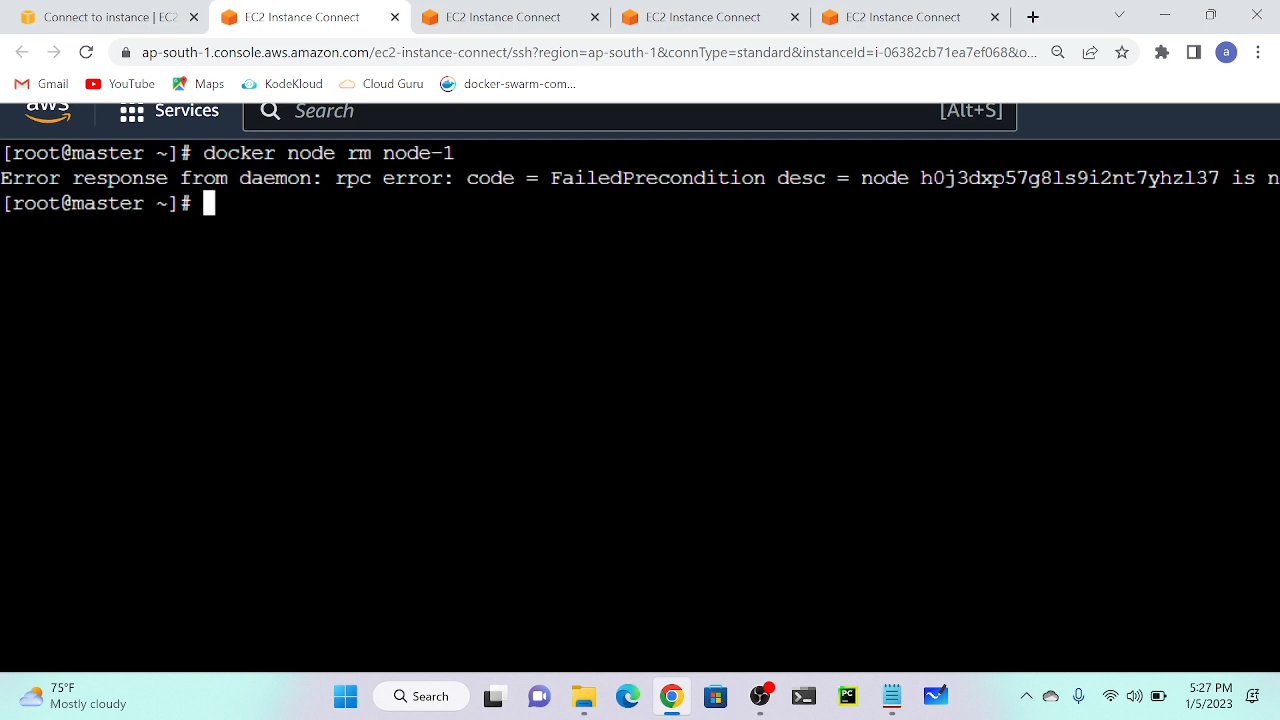 Connect to instance | EC2
EC2 Instance Connect
EC2 Instance Connect
EC2 Instance Connect
EC2 Instance Connect
ap-south-1.console.aws.amazon.com/ec2-instance-connect/ssh?region=ap-south-1&connType=standard&instanceId=i-06382cb71ea7ef068&o...
a
Gmail
YouTube
Maps
KodeKloud
Cloud Guru
docker-swarm-com...
aws
Services
Search
[Alt+S]
[root@master ~]# docker node rm node-1
Error response from daemon: rpc error: code = FailedPrecondition desc = node h0j3dxp57g8ls9i2nt7yhzl37 is n
[root@master ~]#
75°F
Mostly cloudy
Search
PC
5:27 PM
1/5/2023